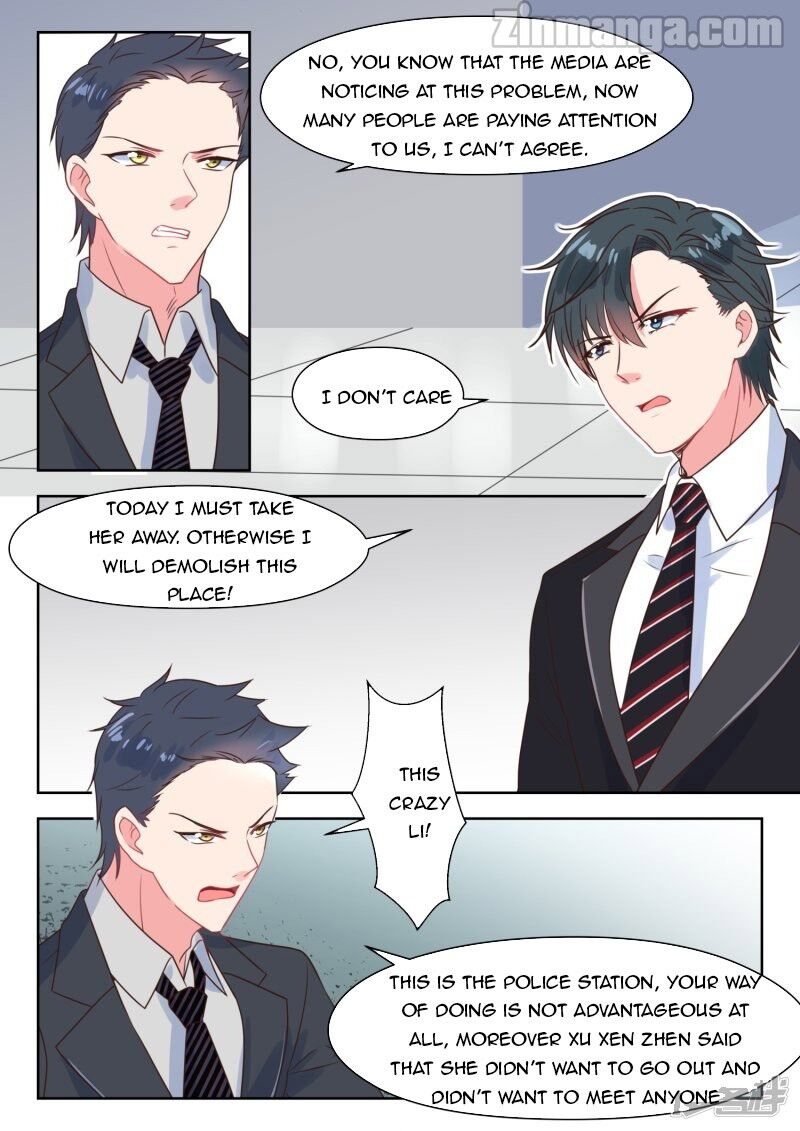 Zinmanga.com
NO, YOU KNOW THAT THE MEDIA ARE
NOTICING AT THIS PROBLEM, NOW
MANY PEOPLE ARE PAYING ATTENTION
TO US, I CAN'T AGREE.
I DON'T CARE
TODAY I MUST TAKE
HER AWAY. OTHERWISE I
WILL DEMOLISH THIS
PLACE!
THIS
CRAZY
LI!
THIS IS THE POLICE STATION, YOUR WAY
OF DOING IS NOT ADVANTAGEOUS AT
ALL, MOREOVER XU XEN ZHEN SAID
THAT SHE DIDN'T WANT TO GO OUT AND
DIDN'T WANT TO MEET ANYONE